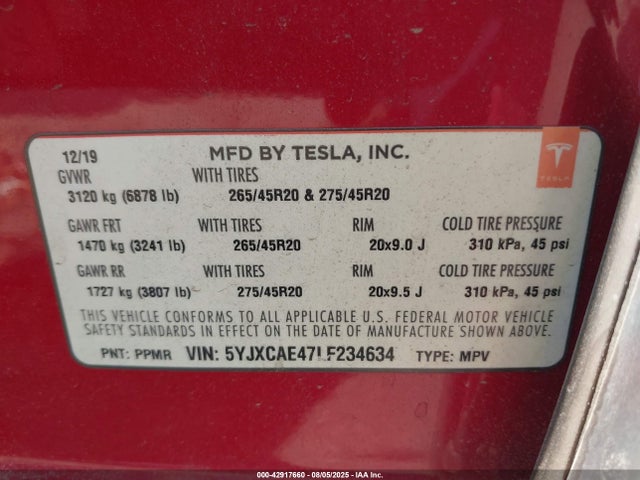 12/19 MFD BY TESLA, INC.
TESLA
GVWR WITH TIRES
3120 kg (6878 lb) 265/45R20 & 275/45R20
GAWR FRT WITH TIRES RIM COLD TIRE PRESSURE
1470 kg (3241 lb) 265/45R20 20x9.0 J 310 kPa, 45 psi
GAWR RR WITH TIRES RIM COLD TIRE PRESSURE
1727 kg (3807 lb) 275/45R20 20x9.5 J 310 kPa, 45 psi
THIS VEHICLE CONFORMS TO ALL APPLICABLE U.S. FEDERAL MOTOR VEHICLE
SAFETY STANDARDS IN EFFECT ON THE DATE OF MANUFACTURE SHOWN ABOVE.
PNT: PPMR VIN: 5YJXCAE47LF234634 TYPE: MPV
000-42917660 - 08/05/2025 - IAA Inc.